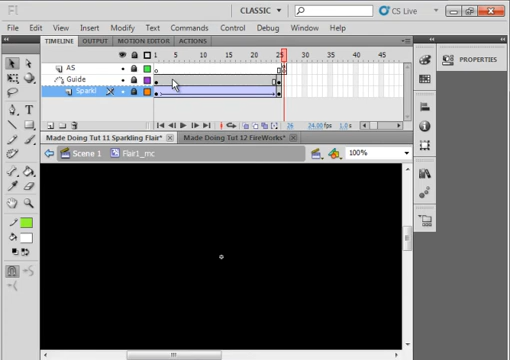 Fl
CLASSIC
CS Live
File Edit View Insert Modify Text Commands Control Debug Window Help
TIMELINE OUTPUT MOTION EDITOR ACTIONS
PROPERTIES
1 5 10 15 20 25 30 35 40 45
AS
Guide
Sparkl
26 24.00 fps 1.0 s
Made Doing Tut 11 Sparkling Flair* Made Doing Tut 12 FireWorks*
Scene 1 Flair1_mc 100%
T